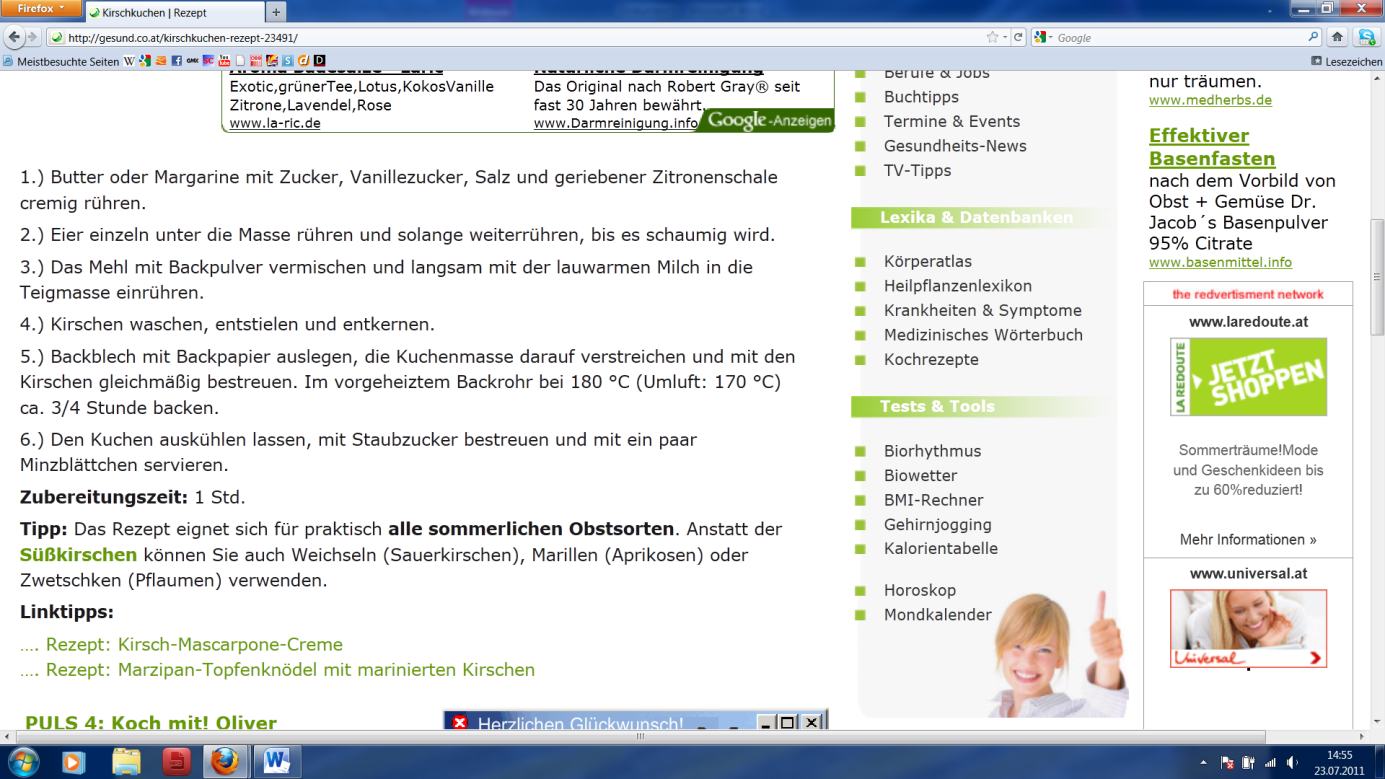 Firefox
Kirschkuchen | Rezept
http://gesund.co.at/kirschkuchen-rezept-23491/
Google
Meistbesuchte Seiten
Lesezeichen
Aroma Badesalze - Laric
Exotic,grünerTee,Lotus,KokosVanille
Zitrone,Lavendel,Rose
www.la-ric.de
Natürliche Darmreinigung
Das Original nach Robert Gray® seit
fast 30 Jahren bewährt.
www.Darmreinigung.info
Google-Anzeigen
1.) Butter oder Margarine mit Zucker, Vanillezucker, Salz und geriebener Zitronenschale
cremig rühren.
2.) Eier einzeln unter die Masse rühren und solange weiterrühren, bis es schaumig wird.
3.) Das Mehl mit Backpulver vermischen und langsam mit der lauwarmen Milch in die
Teigmasse einrühren.
4.) Kirschen waschen, entstielen und entkernen.
5.) Backblech mit Backpapier auslegen, die Kuchenmasse darauf verstreichen und mit den
Kirschen gleichmäßig bestreuen. Im vorgeheiztem Backrohr bei 180 °C (Umluft: 170 °C)
ca. 3/4 Stunde backen.
6.) Den Kuchen auskühlen lassen, mit Staubzucker bestreuen und mit ein paar
Minzblättchen servieren.
Zubereitungszeit: 1 Std.
Tipp: Das Rezept eignet sich für praktisch alle sommerlichen Obstsorten. Anstatt der
Süßkirschen können Sie auch Weichseln (Sauerkirschen), Marillen (Aprikosen) oder
Zwetschken (Pflaumen) verwenden.
Linktipps:
.... Rezept: Kirsch-Mascarpone-Creme
.... Rezept: Marzipan-Topfenknödel mit marinierten Kirschen
PULS 4: Koch mit! Oliver
Herzlichen Glückwunsch!
Berufe & Jobs
Buchtipps
Termine & Events
Gesundheits-News
TV-Tipps
Lexika & Datenbanken
Körperatlas
Heilpflanzenlexikon
Krankheiten & Symptome
Medizinisches Wörterbuch
Kochrezepte
Tests & Tools
Biorhythmus
Biowetter
BMI-Rechner
Gehirnjogging
Kalorientabelle
Horoskop
Mondkalender
nur träumen.
www.medherbs.de
Effektiver
Basenfasten
nach dem Vorbild von
Obst + Gemüse Dr.
Jacob´s Basenpulver
95% Citrate
www.basenmittel.info
the redvertisment network
www.laredoute.at
LA REDOUTE
JETZT
SHOPPEN
Sommerträume!Mode
und Geschenkideen bis
zu 60%reduziert!
Mehr Informationen »
www.universal.at
Universal
14:55
23.07.2011